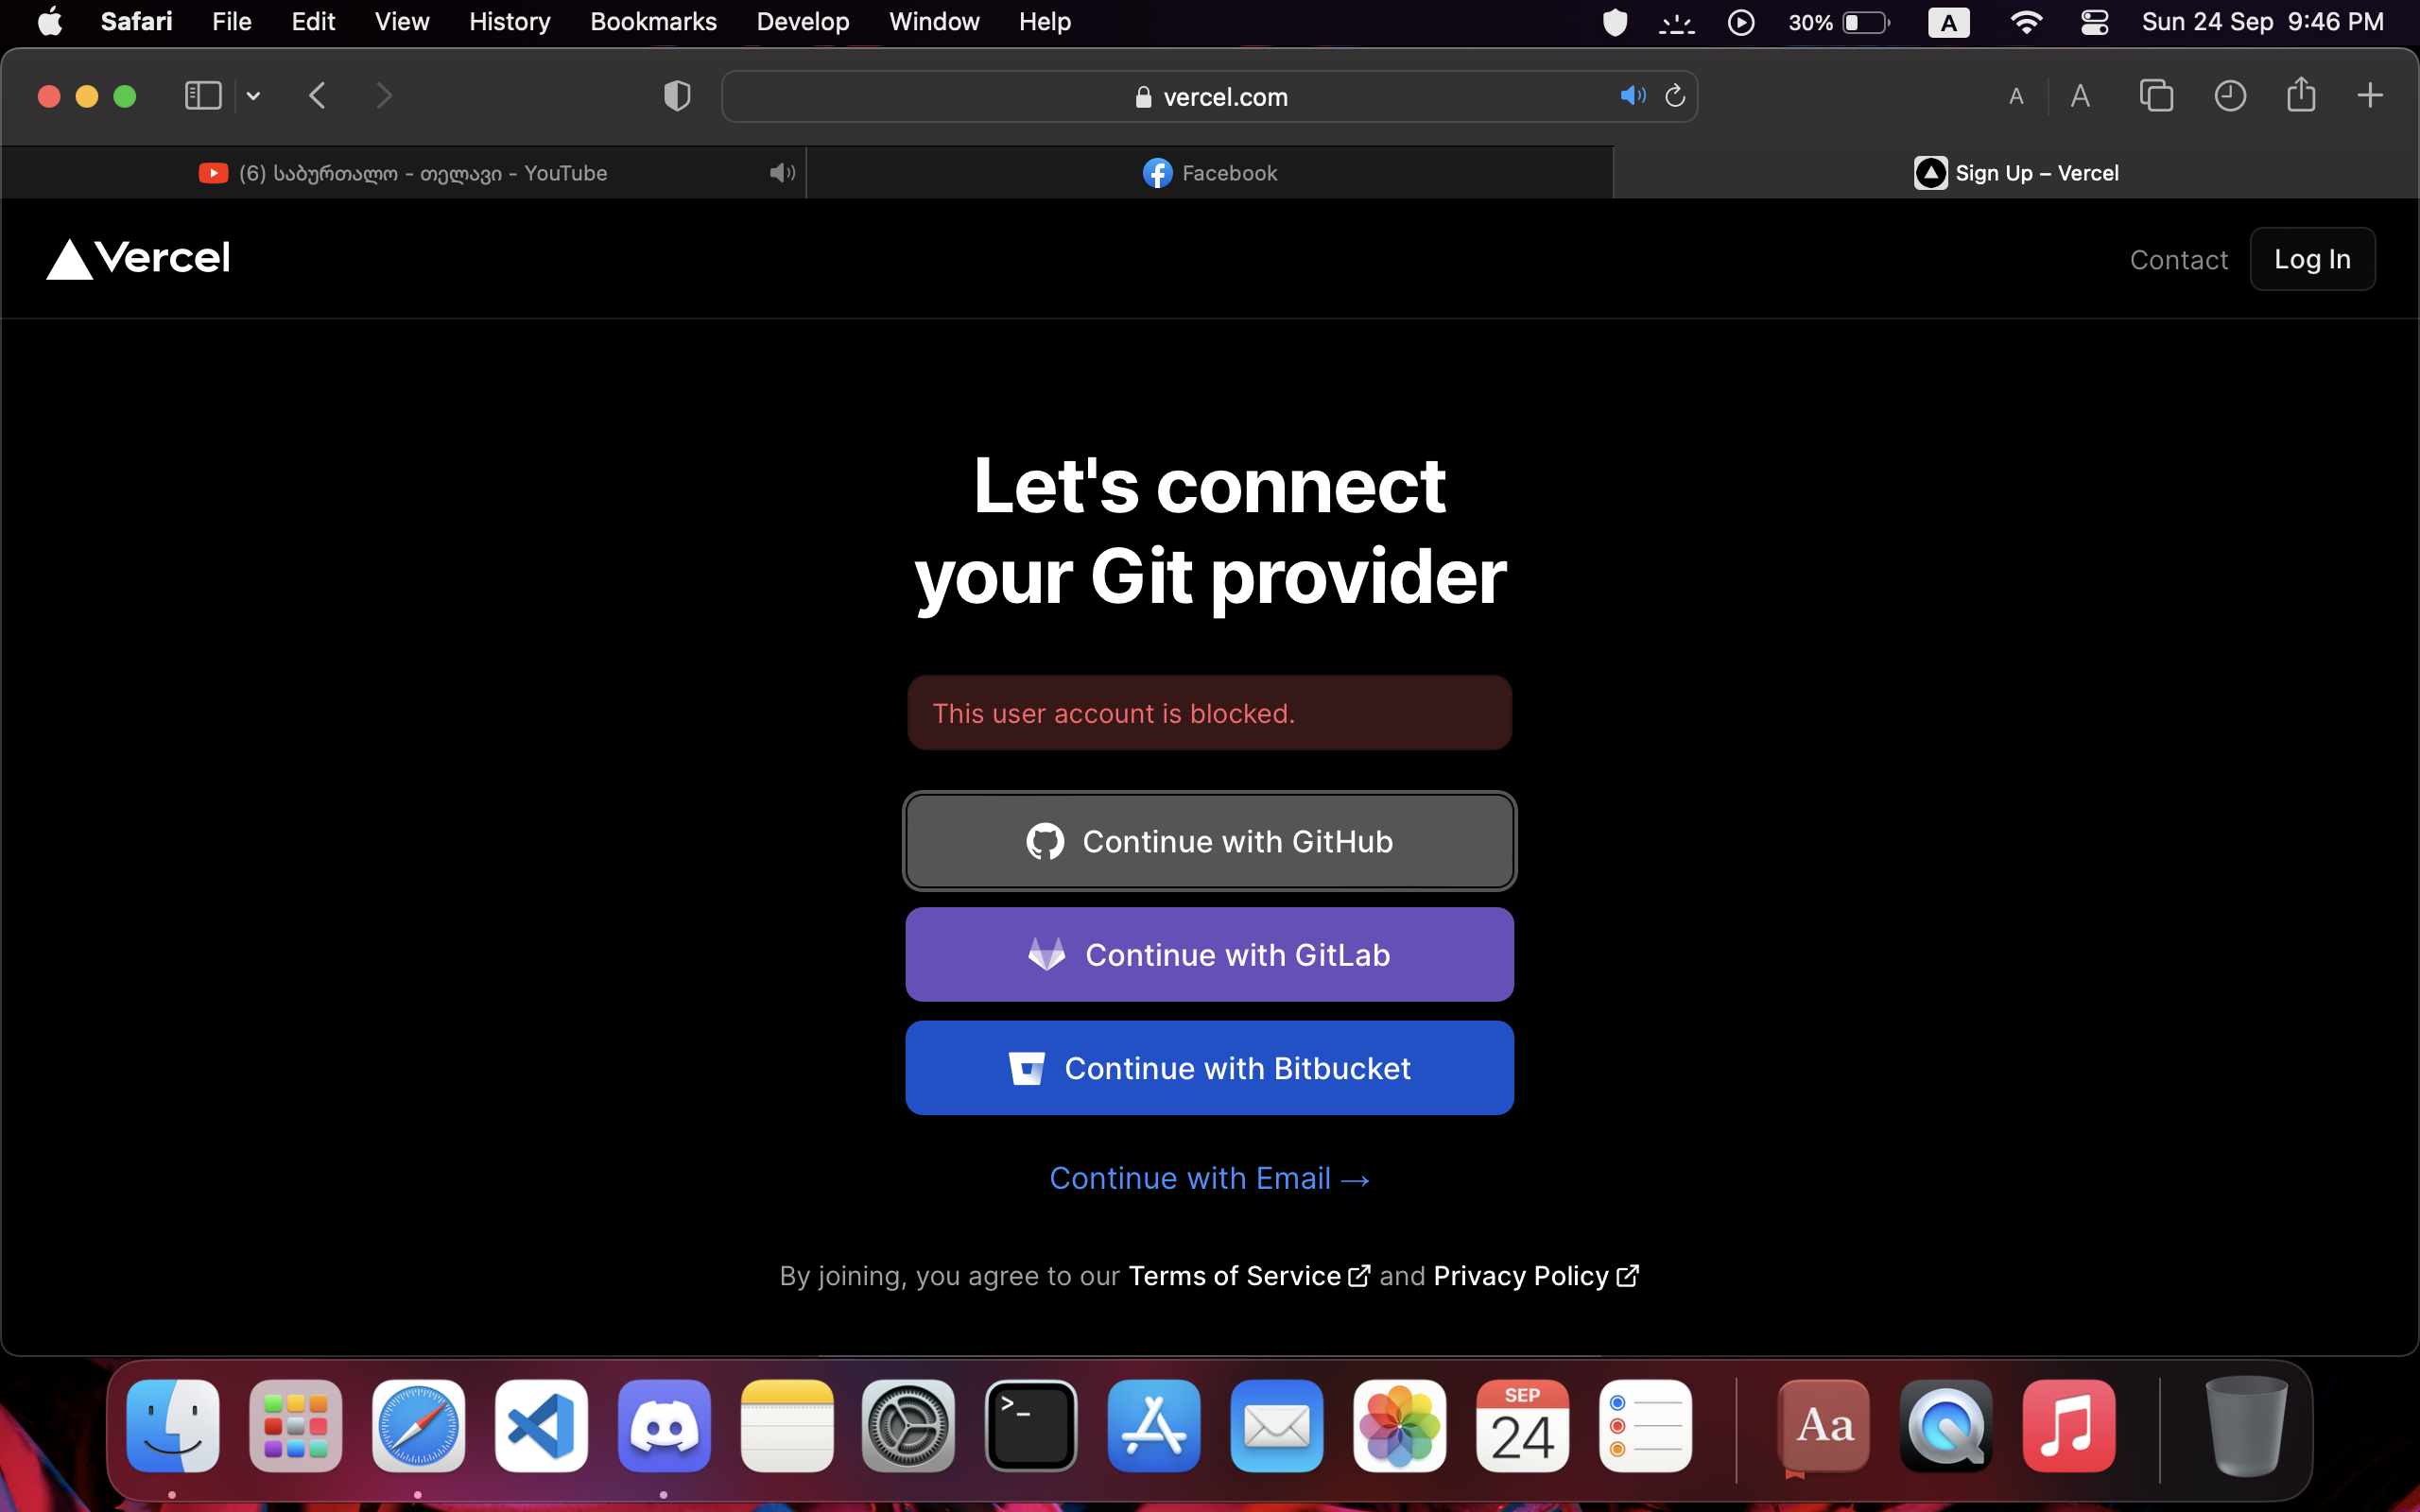 Safari File Edit View History Bookmarks Develop Window Help 30% A Sun 24 Sep 9:46 PM
vercel.com A A
(6) საბურთალო - თელავი - YouTube Facebook Sign Up – Vercel
Vercel Contact Log In
Let's connect
your Git provider
This user account is blocked.
Continue with GitHub
Continue with GitLab
Continue with Bitbucket
Continue with Email →
By joining, you agree to our Terms of Service and Privacy Policy
>_ SEP 24 Aa